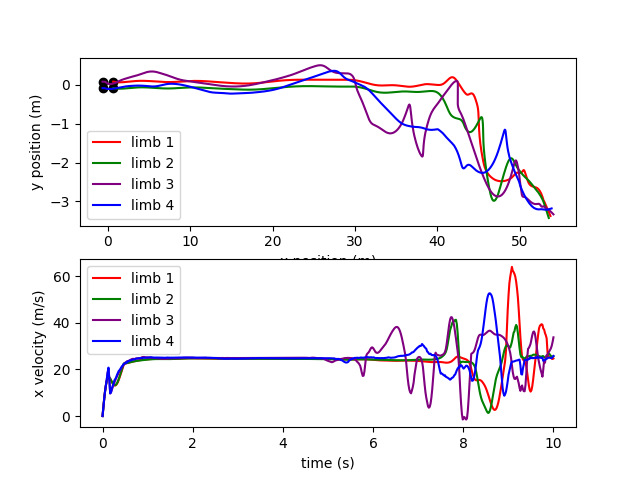 y position (m)
0
−1
−2
−3
limb 1
limb 2
limb 3
limb 4
0 10 20 30 40 50
x position (m)
x velocity (m/s)
60
40
20
0
limb 1
limb 2
limb 3
limb 4
0 2 4 6 8 10
time (s)